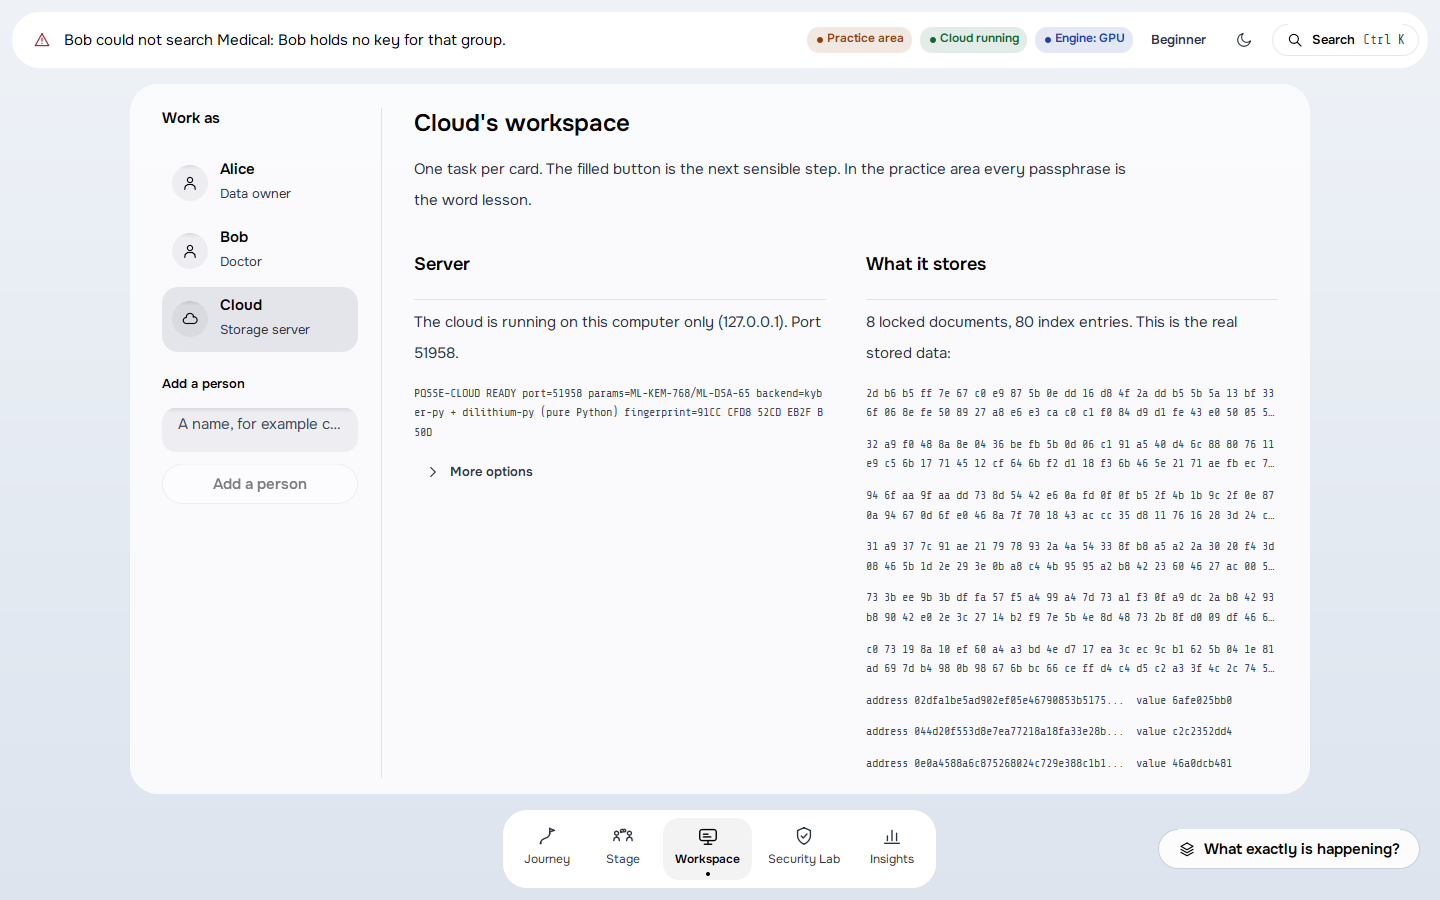 Bob could not search Medical: Bob holds no key for that group.
Practice area
Cloud running
Engine: GPU
Beginner
Search Ctrl K
Work as
Alice
Data owner
Bob
Doctor
Cloud
Storage server
Add a person
A name, for example c...
Add a person
Cloud's workspace
One task per card. The filled button is the next sensible step. In the practice area every passphrase is
the word lesson.
Server
The cloud is running on this computer only (127.0.0.1). Port
51958.
PQSSE-CLOUD READY port=51958 params=ML-KEM-768/ML-DSA-65 backend=kyb
er-py + dilithium-py (pure Python) fingerprint=91CC CFD8 52CD EB2F B
50D
More options
What it stores
8 locked documents, 80 index entries. This is the real
stored data:
2d b6 b5 ff 7e 67 c0 e9 87 5b 0e dd 16 d8 4f 2a dd b5 5b 5a 13 bf 33
6f 06 8e fe 50 89 27 a8 e6 e3 ca c0 c1 f0 84 d9 d1 fe 43 e0 50 05 5…
32 a9 f0 48 8a 8e 04 36 be fb 5b 0d 06 c1 91 a5 40 d4 6c 88 80 76 11
e9 c5 6b 17 71 45 12 cf 64 6b f2 d1 18 f3 6b 46 5e 21 71 ae fb ec 7…
94 6f aa 9f aa dd 73 8d 54 42 e6 0a fd 0f 0f b5 2f 4b 1b 9c 2f 0e 87
0a 94 67 0d 6f e0 46 8a 7f 70 18 43 ac cc 35 d8 11 76 16 28 3d 24 c…
31 a9 37 7c 91 ae 21 79 78 93 2a 4a 54 33 8f b8 a5 a2 2a 30 20 f4 3d
08 46 5b 1d 2e 29 3e 0b a8 c4 4b 95 95 a2 b8 42 23 60 46 27 ac 00 5…
73 3b ee 9b 3b df fa 57 f5 a4 99 a4 7d 73 a1 f3 0f a9 dc 2a b8 42 93
b8 90 42 e0 2e 3c 27 14 b2 f9 7e 5b 4e 8d 48 73 2b 8f d0 09 df 46 6…
c0 73 19 8a 10 ef 60 a4 a3 bd 4e d7 17 ea 3c ec 9c b1 62 5b 04 1e 81
ad 69 7d b4 98 0b 98 67 6b bc 66 ce ff d4 c4 d5 c2 a3 3f 4c 2c 74 5…
address 02dfa1be5ad902ef05e46790853b5175... value 6afe025bb0
address 044d20f553d8e7ea77218a18fa33e28b... value c2c2352dd4
address 0e0a4588a6c875268024c729e388c1b1... value 46a0dcb481
Journey
Stage
Workspace
Security Lab
Insights
What exactly is happening?